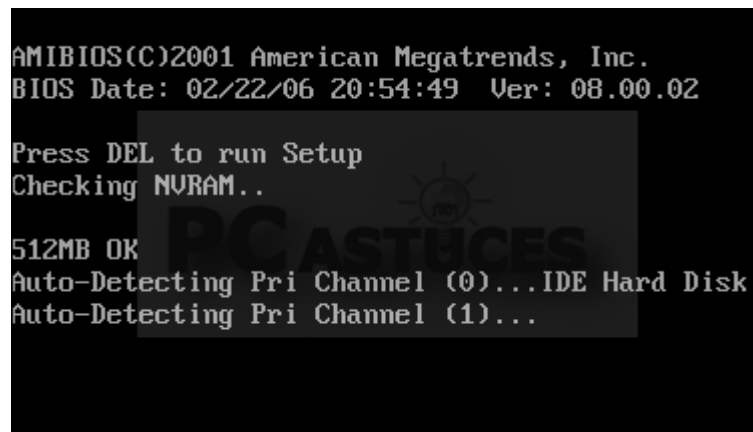 AMIBIOS(C)2001 American Megatrends, Inc.
BIOS Date: 02/22/06 20:54:49  Ver: 08.00.02
Press DEL to run Setup
Checking NVRAM..
PC ASTUCES
512MB OK
Auto-Detecting Pri Channel (0)...IDE Hard Disk
Auto-Detecting Pri Channel (1)...